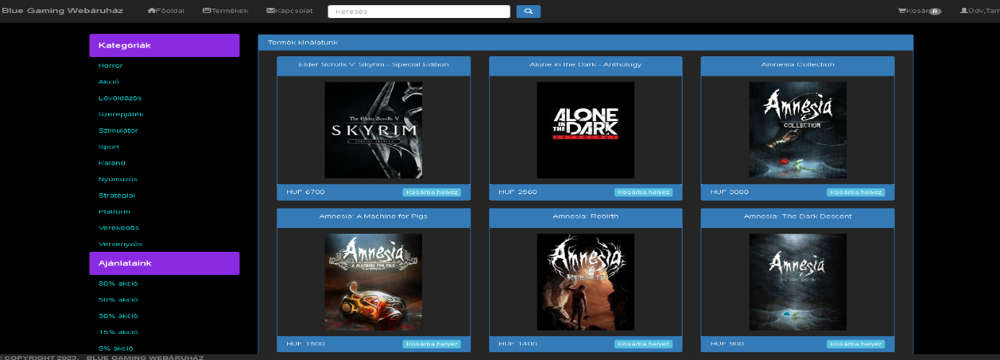 Blue Gaming Webáruház Főoldal Termékek Kapcsolat Keresés Kosár 0 Üdv,Tam
Kategóriák
Horror
Akció
Lövöldözős
Szerepjáték
Szimulátor
Sport
Kaland
Nyomozós
Stratégiai
Platform
Verekedős
Versenyzős
Ajánlataink
80% akció
50% akció
30% akció
15% akció
5% akció
Termék kínálatunk
Elder Scrolls V: Skyrim - Special Edition
The Elder Scrolls V
SKYRIM
SPECIAL EDITION
HUF 6700 Kosárba helyez
Alone in the Dark - Anthology
ALONE
IN THE DARK
ANTHOLOGY
HUF 2560 Kosárba helyez
Amnesia Collection
Amnesia
COLLECTION
HUF 3000 Kosárba helyez
Amnesia: A Machine for Pigs
Amnesia
A MACHINE FOR PIGS
HUF 1500 Kosárba helyez
Amnesia: Rebirth
Amnesia
REBIRTH
HUF 1400 Kosárba helyez
Amnesia: The Dark Descent
Amnesia
THE DARK DESCENT
HUF 900 Kosárba helyez
© COPYRIGHT 2023. BLUE GAMING WEBÁRUHÁZ